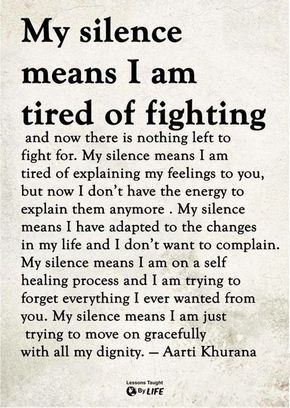 My silence
means I am
tired of fighting
and now there is nothing left to
fight for. My silence means I am
tired of explaining my feelings to you,
but now I don't have the energy to
explain them anymore . My silence
means I have adapted to the changes
in my life and I don't want to complain.
My silence means I am on a self
healing process and I am trying to
forget everything I ever wanted from
you. My silence means I am just
trying to move on gracefully
with all my dignity. – Aarti Khurana
Lessons Taught
By LIFE